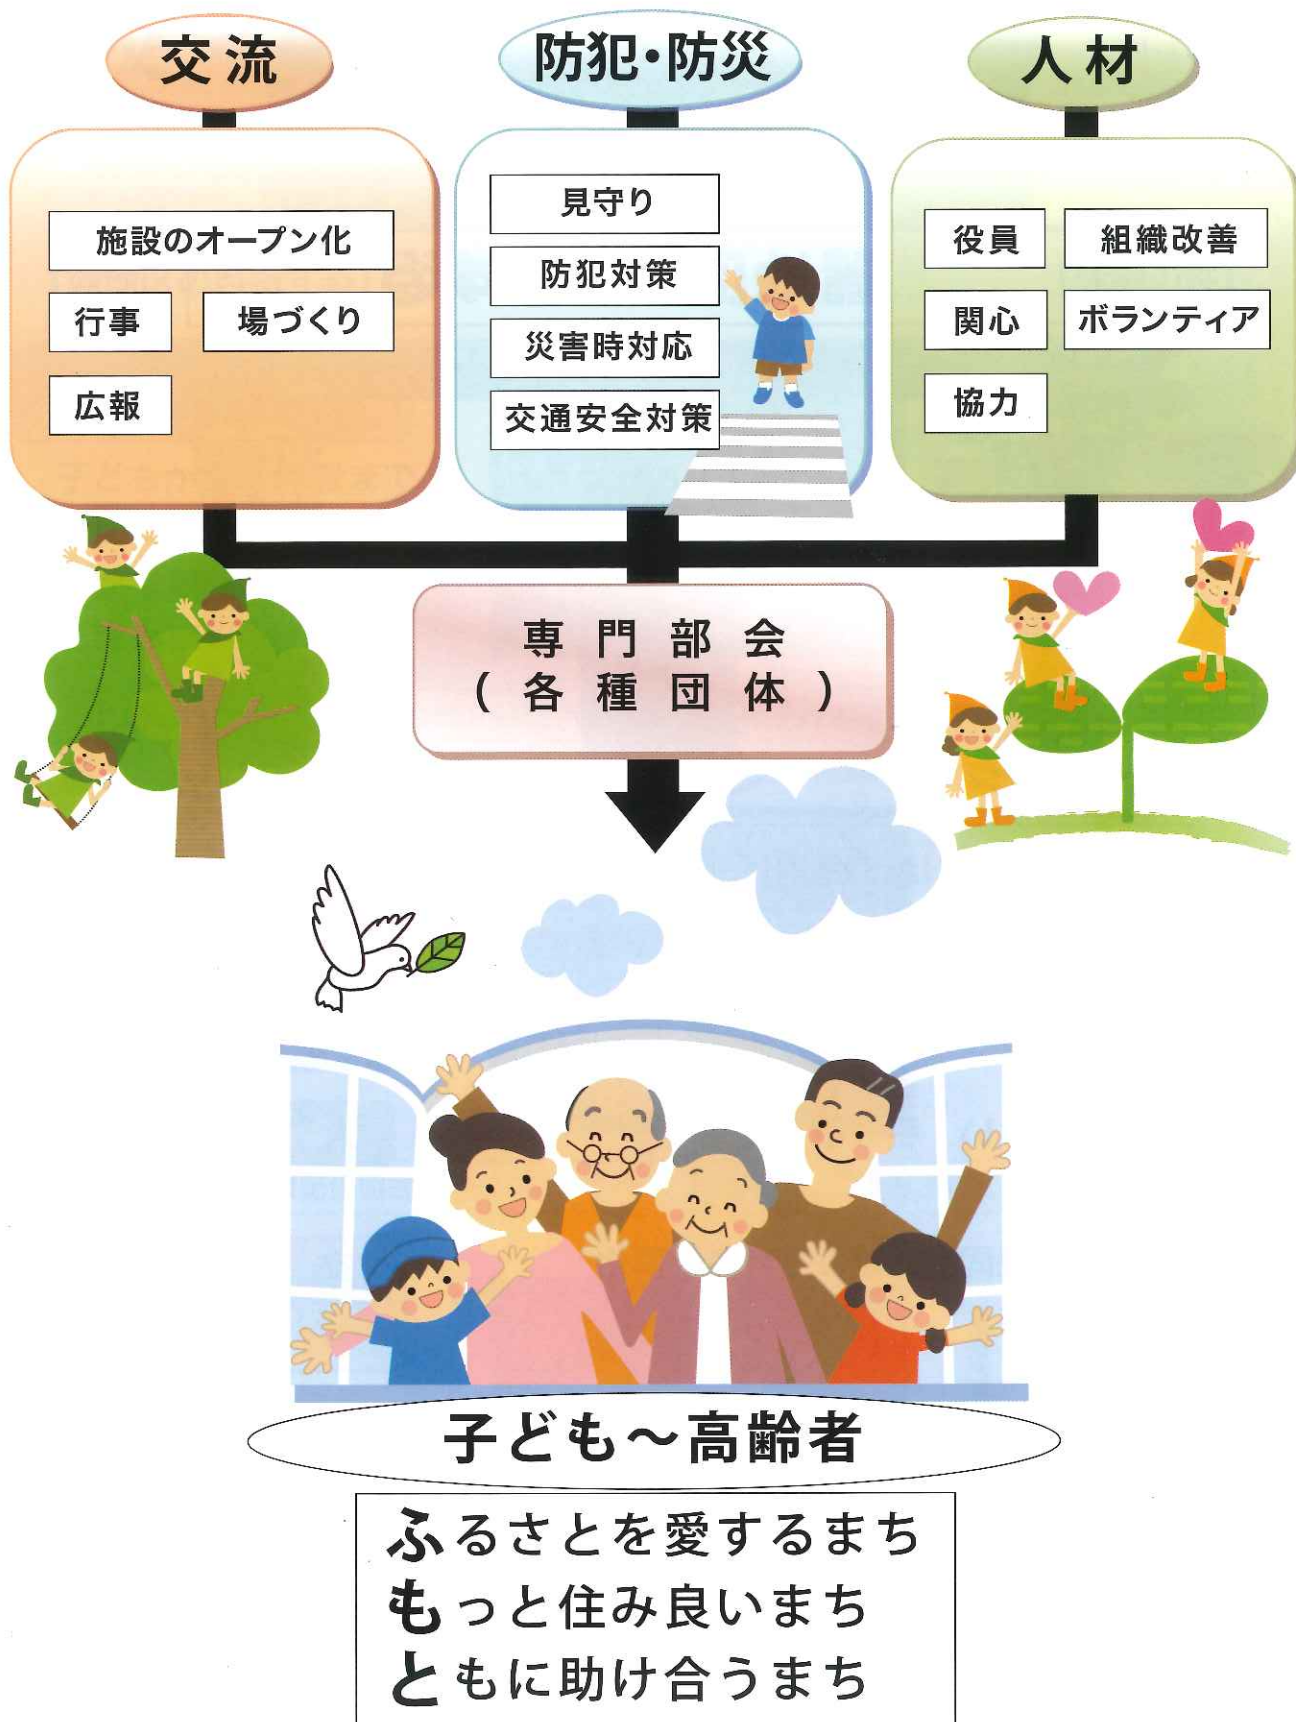 交流
施設のオープン化
行事
場づくり
広報
防犯・防災
見守り
防犯対策
災害時対応
交通安全対策
人材
役員
組織改善
関心
ボランティア
協力
専門部会
(各種団体)
子ども～高齢者
ふるさとを愛するまち
もっと住み良いまち
ともに助け合うまち